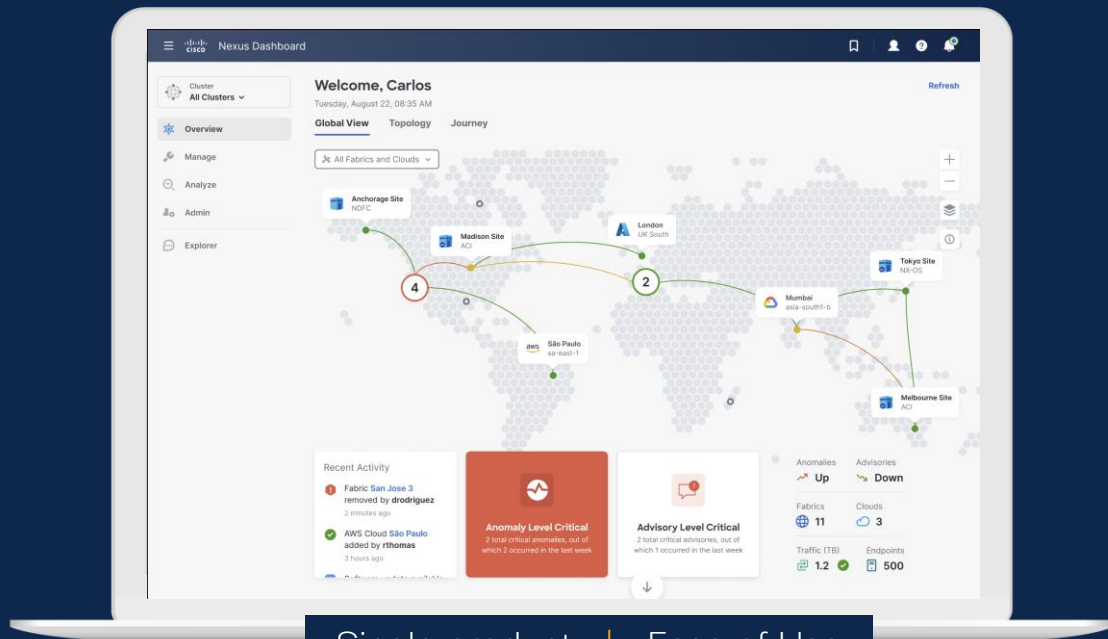 cisco Nexus Dashboard
Cluster
All Clusters
Overview
Manage
Analyze
Admin
Explorer
Welcome, Carlos
Tuesday, August 22, 08:35 AM
Refresh
Global View Topology Journey
All Fabrics and Clouds
Anchorage Site
NDFC
Madison Site
ACI
London
UK South
Tokyo Site
NX-OS
4
2
Mumbai
asia-south1-b
aws São Paulo
sa-east-1
Melbourne Site
ACI
Recent Activity
Fabric San Jose 3
removed by drodriguez
2 minutes ago
AWS Cloud São Paulo
added by rthomas
3 hours ago
Anomaly Level Critical
2 total critical anomalies, out of
which 2 occurred in the last week
Advisory Level Critical
2 total critical advisories, out of
which 1 occurred in the last week
Anomalies Advisories
Up Down
Fabrics Clouds
11 3
Traffic (TB) Endpoints
1.2 500